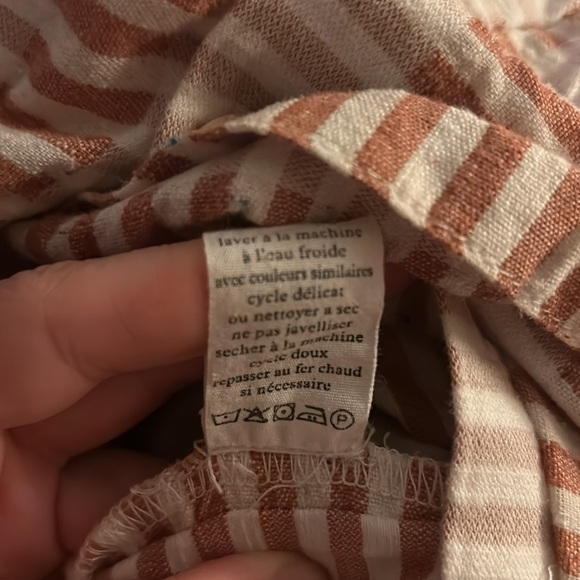 laver à la machine
à l'eau froide
avec couleurs similaires
cycle délicat
ou nettoyer a sec
ne pas javelliser
secher à la machine
cycle doux
repasser au fer chaud
si nécessaire
P